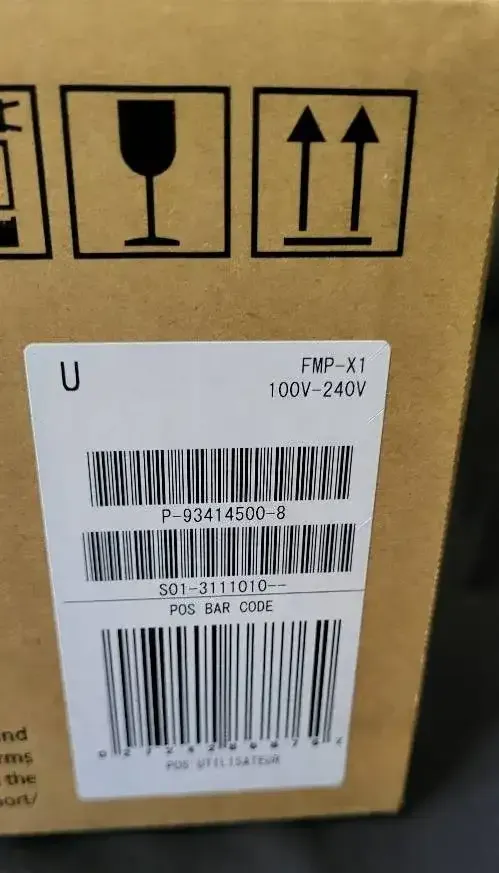 U
FMP-X1
100V-240V
P-93414500-8
S01-3111010--
POS BAR CODE
POS UTILISATEUR
nd
rms
the
port/